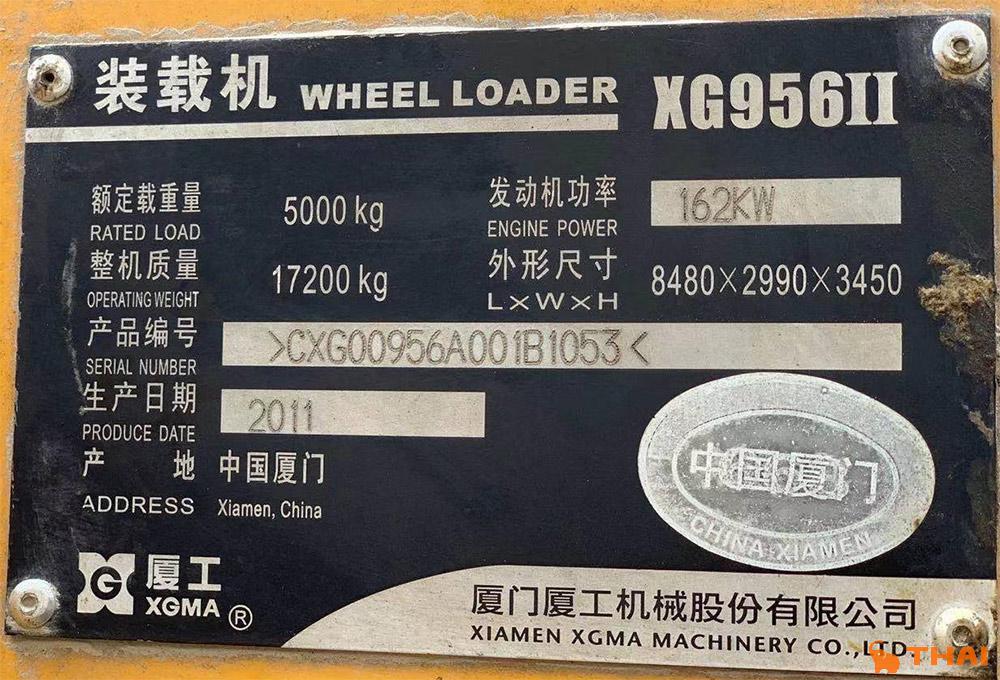 装载机 WHEEL LOADER XG956II
额定载重量 5000 kg 发动机功率 162KW
RATED LOAD ENGINE POWER
整机质量 17200 kg 外形尺寸 8480×2990×3450
OPERATING WEIGHT L×W×H
产品编号 >CXG00956A001B1053<
SERIAL NUMBER
生产日期 2011
PRODUCE DATE
产 地 中国厦门
ADDRESS Xiamen, China
中国厦门
CHINA XIAMEN
XG 厦工
XGMA ®
厦门厦工机械股份有限公司
XIAMEN XGMA MACHINERY CO.,LTD.
THAI